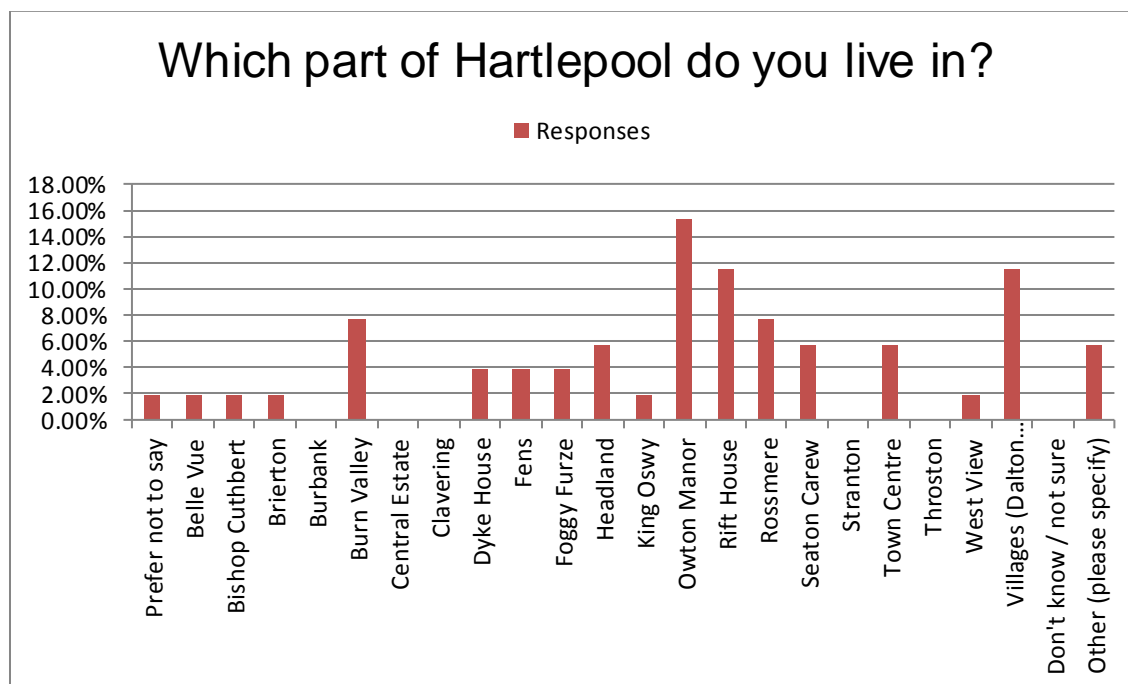 Which part of Hartlepool do you live in?
Responses
18.00%
16.00%
14.00%
12.00%
10.00%
8.00%
6.00%
4.00%
2.00%
0.00%
Prefer not to say
Belle Vue
Bishop Cuthbert
Brierton
Burbank
Burn Valley
Central Estate
Clavering
Dyke House
Fens
Foggy Furze
Headland
King Oswy
Owton Manor
Rift House
Rossmere
Seaton Carew
Stranton
Town Centre
Throston
West View
Villages (Dalton...
Don't know / not sure
Other (please specify)